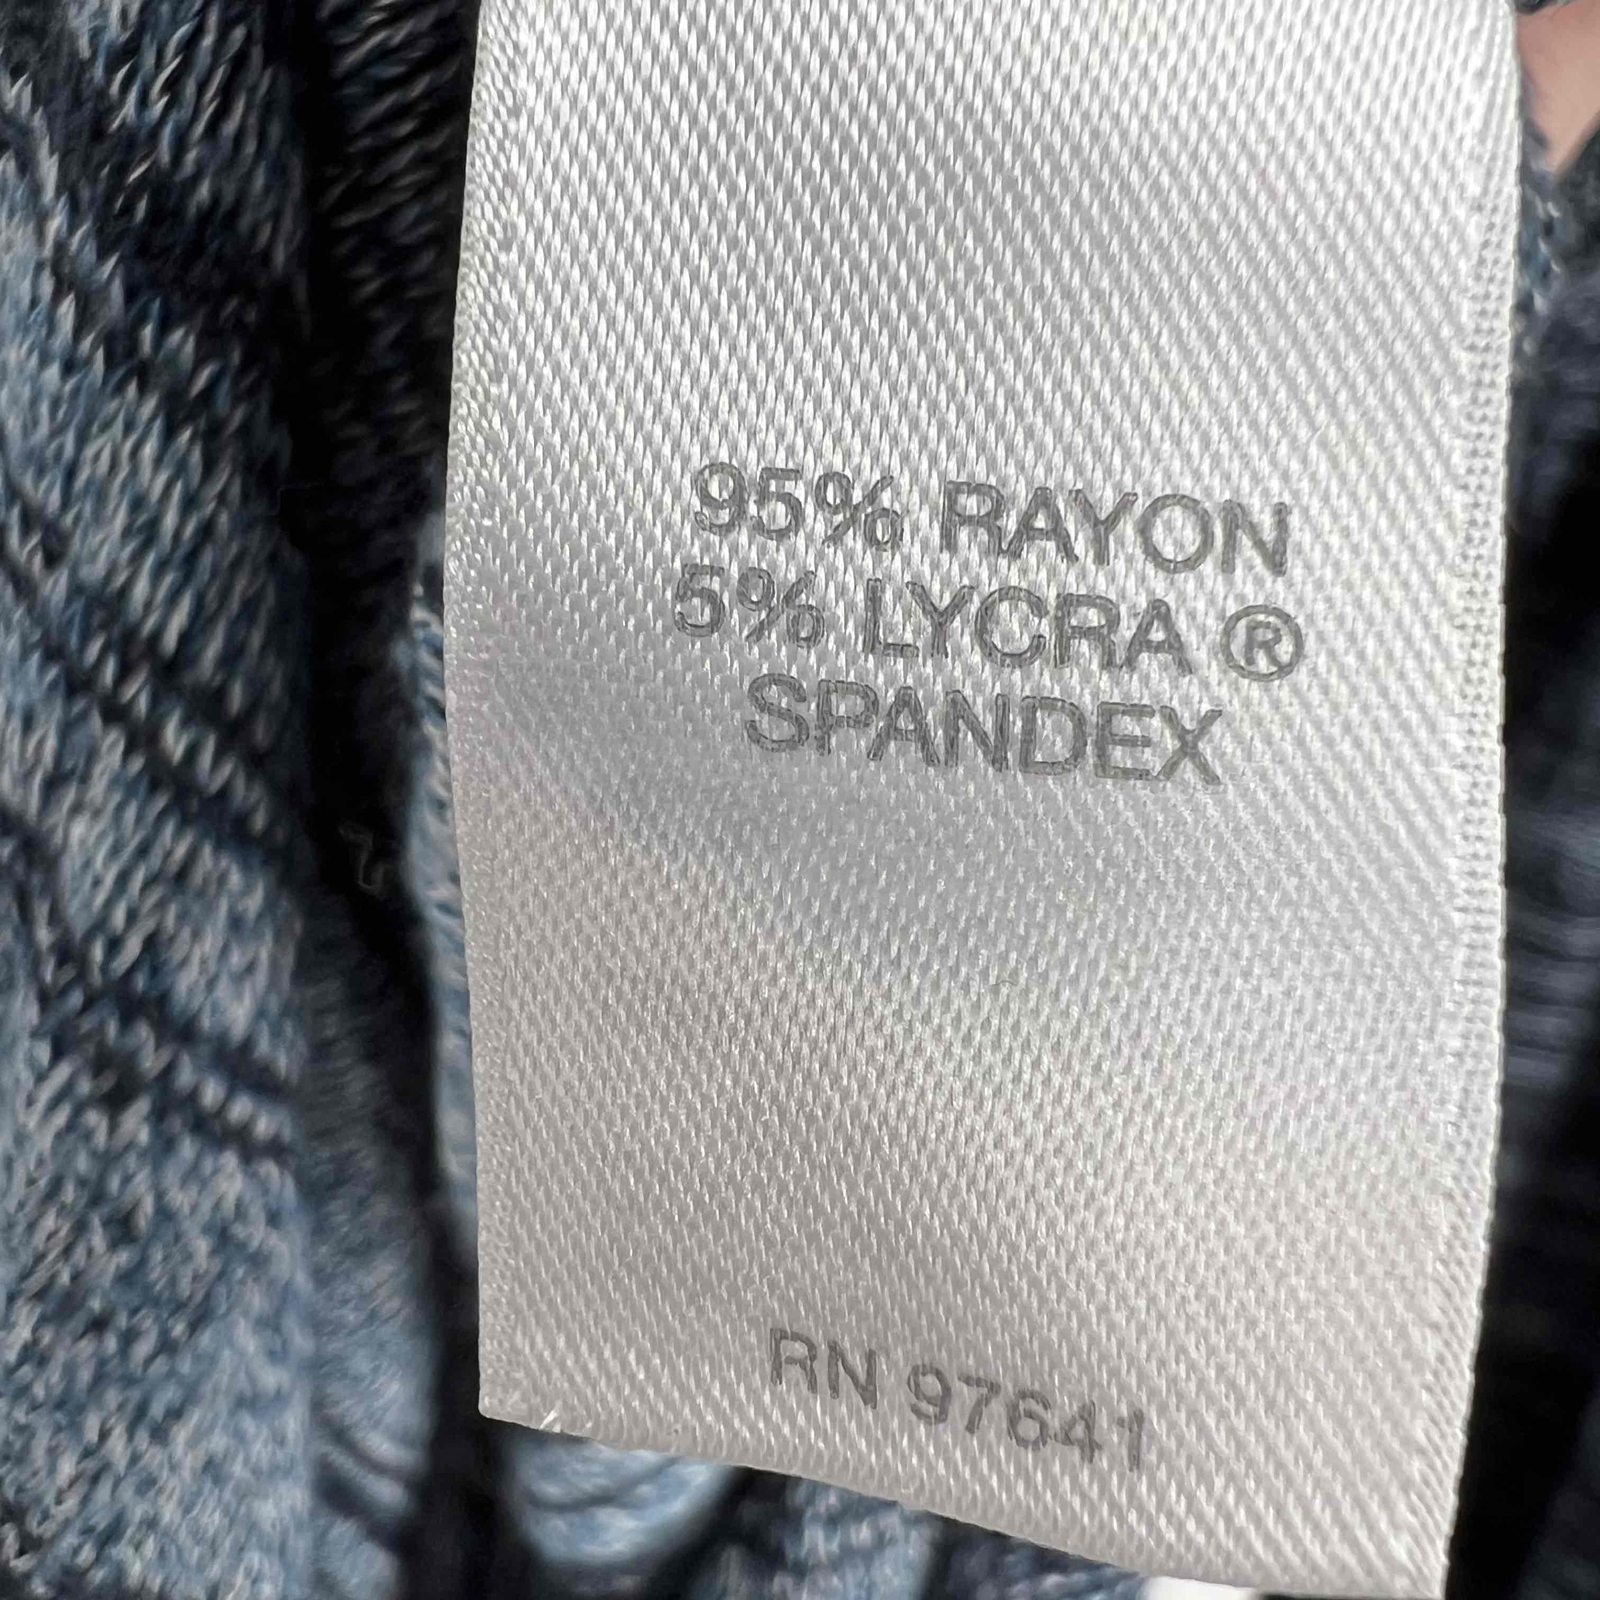 95% RAYON
5% LYCRA ®
SPANDEX
RN 97641